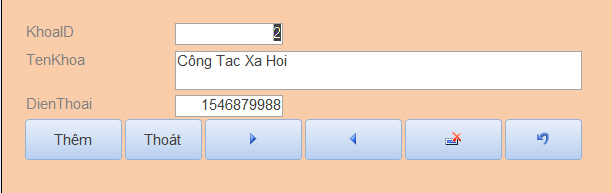 KhoaID 2
TenKhoa Công Tac Xa Hoi
DienThoai 1546879988
Thêm Thoát